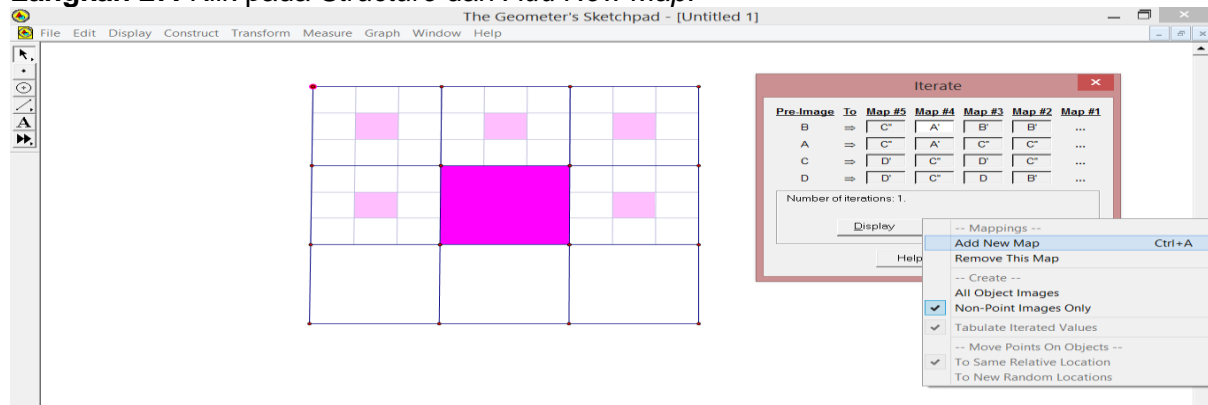 Langkah 27: Klik pada Structure dan Add New Map.
The Geometer's Sketchpad - [Untitled 1]
File Edit Display Construct Transform Measure Graph Window Help
A
Iterate
Pre-Image To Map #5 Map #4 Map #3 Map #2 Map #1
B ⇒ C" A' B' B' ...
A ⇒ C" A' C" C" ...
C ⇒ D' C" D' C" ...
D ⇒ D' C" D B' ...
Number of iterations: 1.
Display
Help
-- Mappings --
Add New Map Ctrl+A
Remove This Map
-- Create --
All Object Images
Non-Point Images Only
Tabulate Iterated Values
-- Move Points On Objects --
To Same Relative Location
To New Random Locations